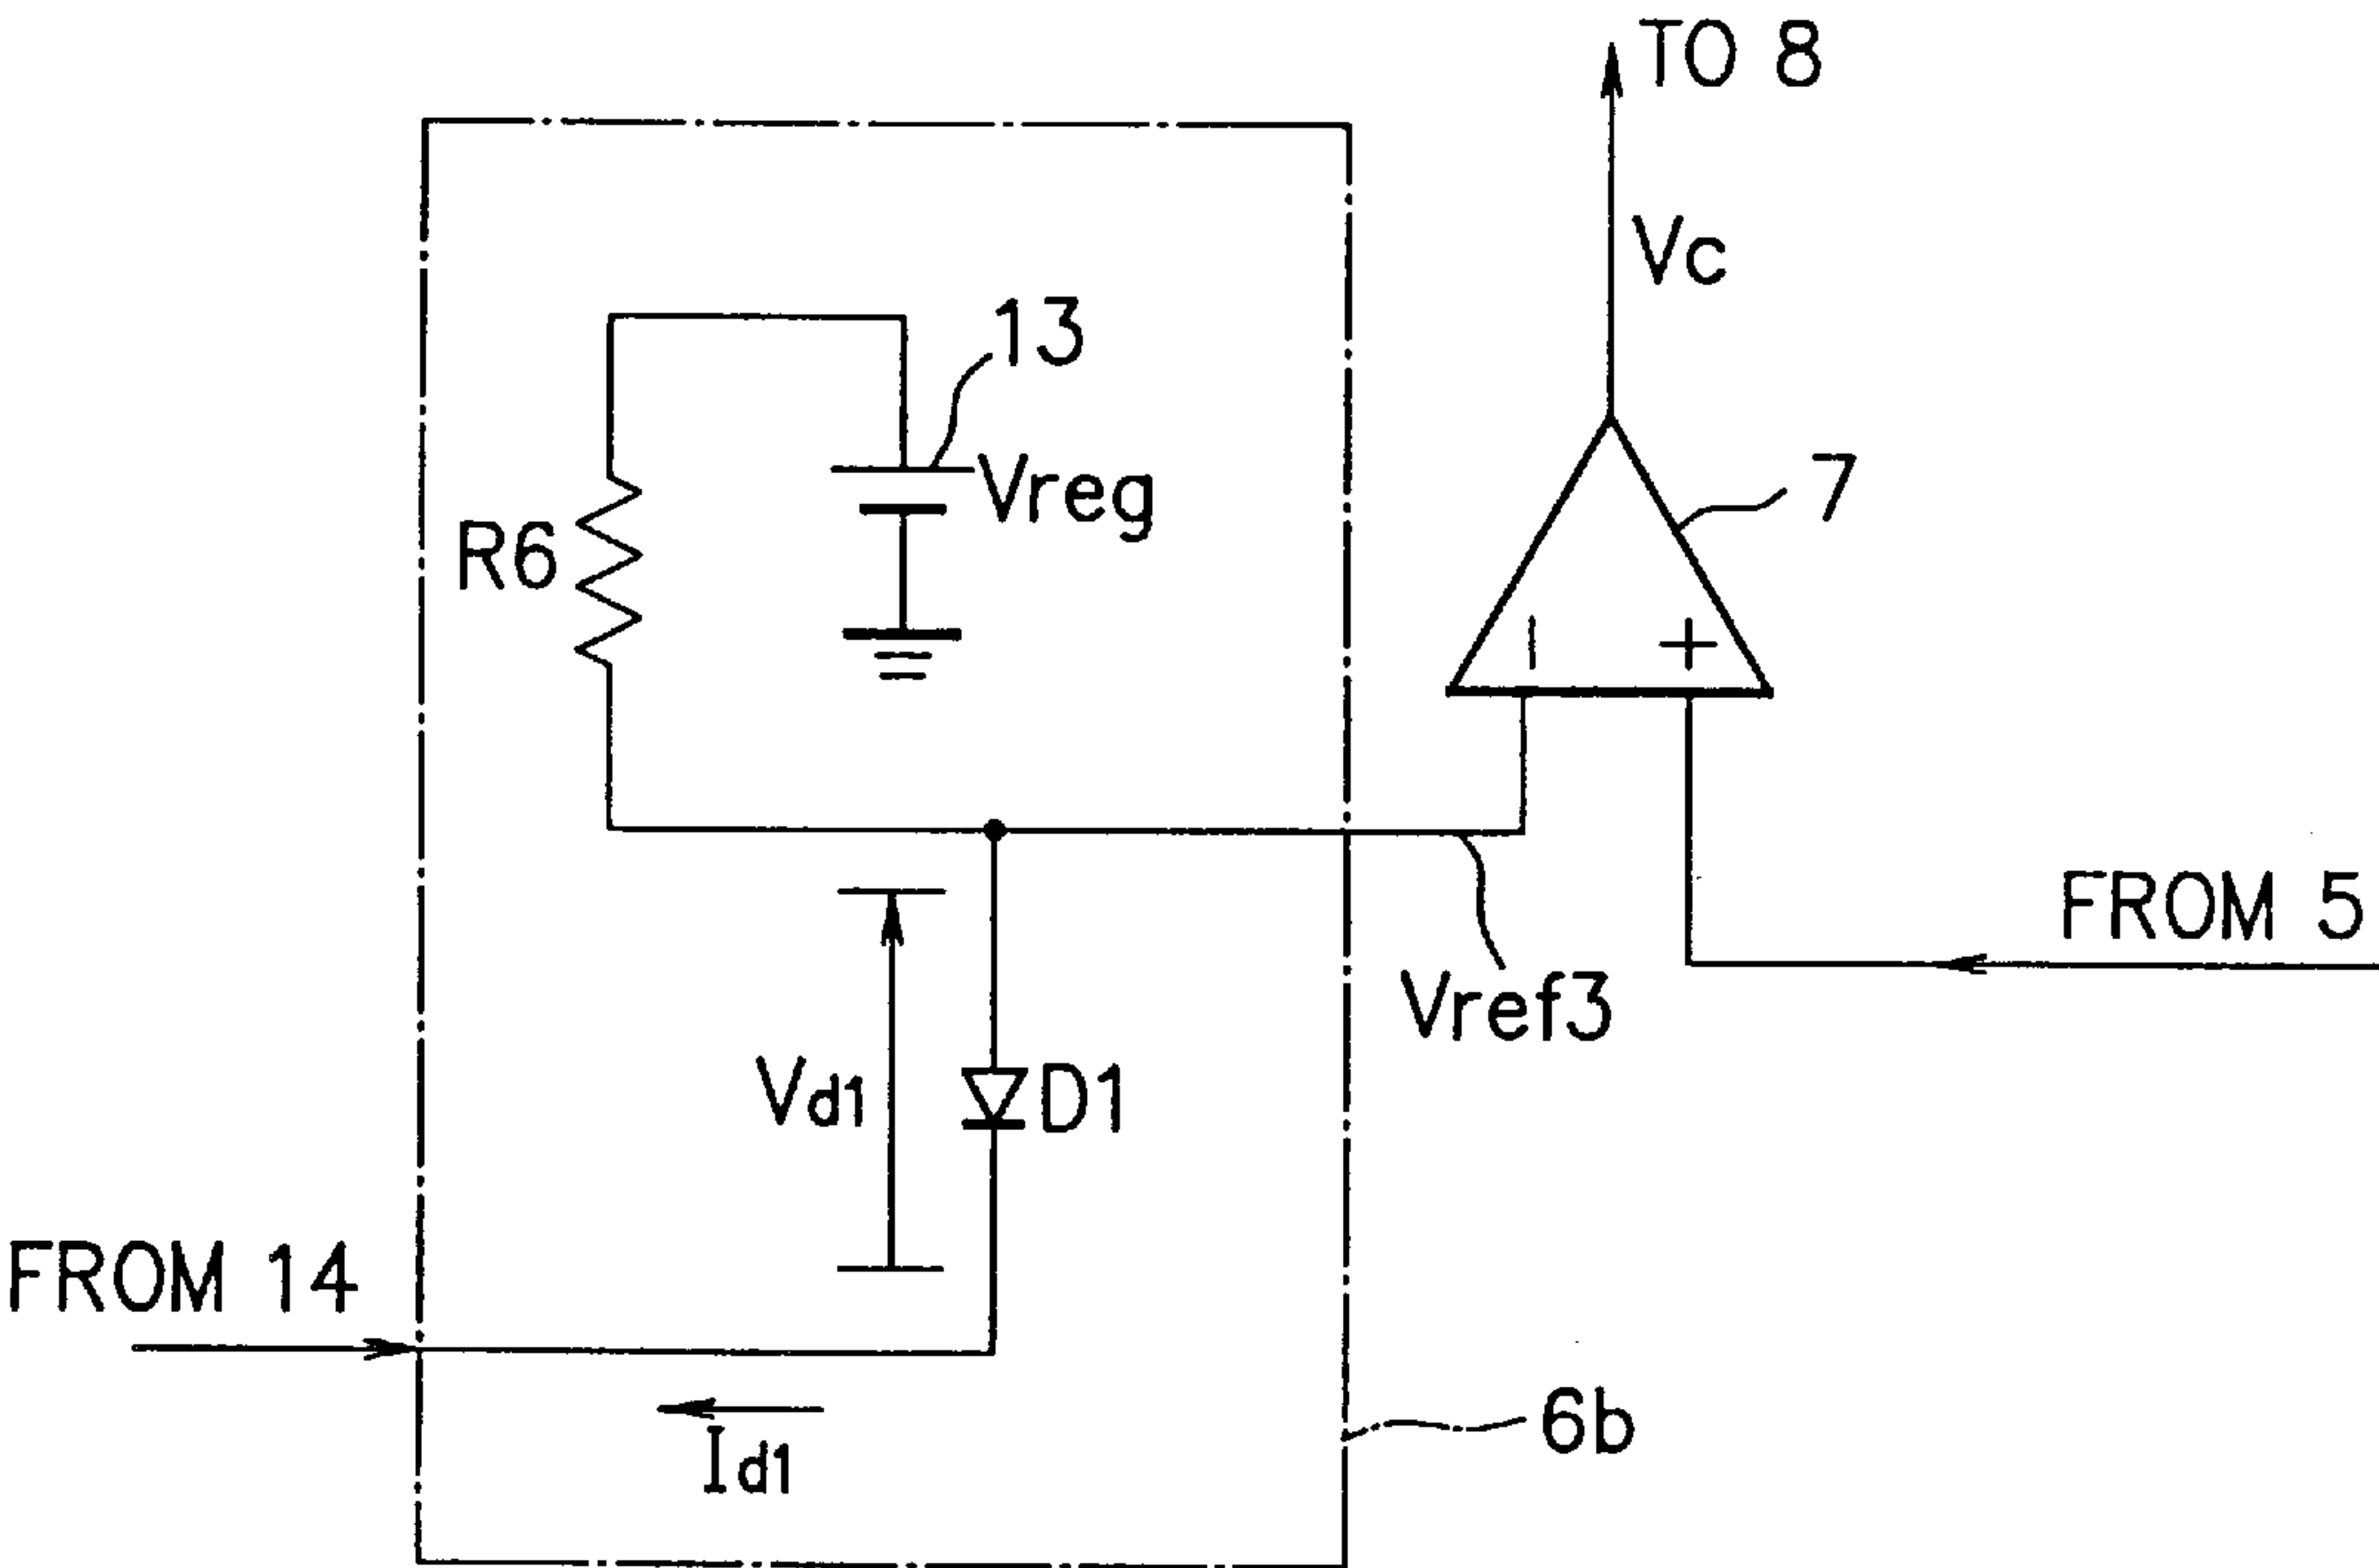 TO 8
Vc
13
Vreg
7
R6
− +
FROM 5
Vref3
Vd1
D1
FROM 14
Id1
6b